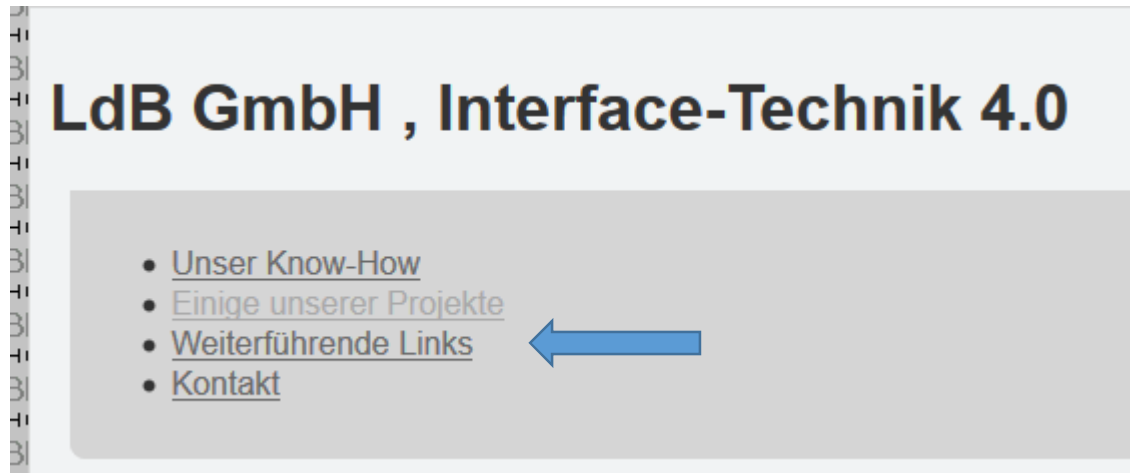 LdB GmbH , Interface-Technik 4.0
Unser Know-How
Einige unserer Projekte
Weiterführende Links
Kontakt